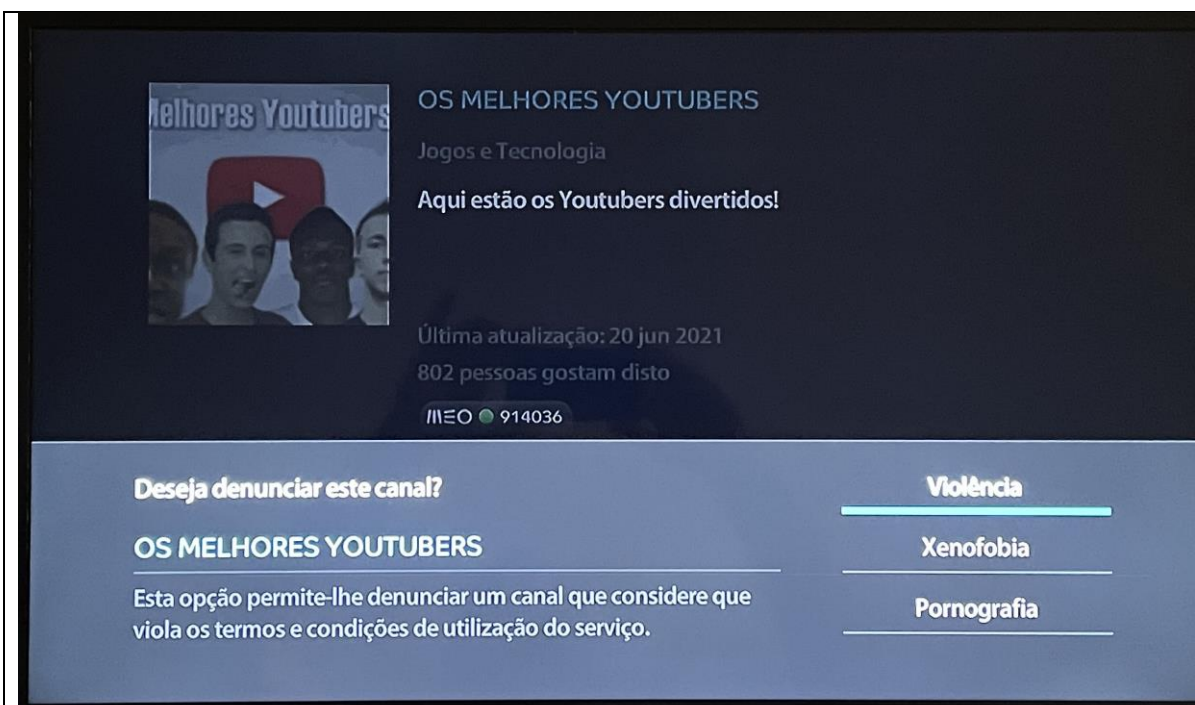 Melhores Youtubers
OS MELHORES YOUTUBERS
Jogos e Tecnologia
Aqui estão os Youtubers divertidos!
Última atualização: 20 jun 2021
802 pessoas gostam disto
MEO 914036
Deseja denunciar este canal?
OS MELHORES YOUTUBERS
Esta opção permite-lhe denunciar um canal que considere que
viola os termos e condições de utilização do serviço.
Violência
Xenofobia
Pornografia